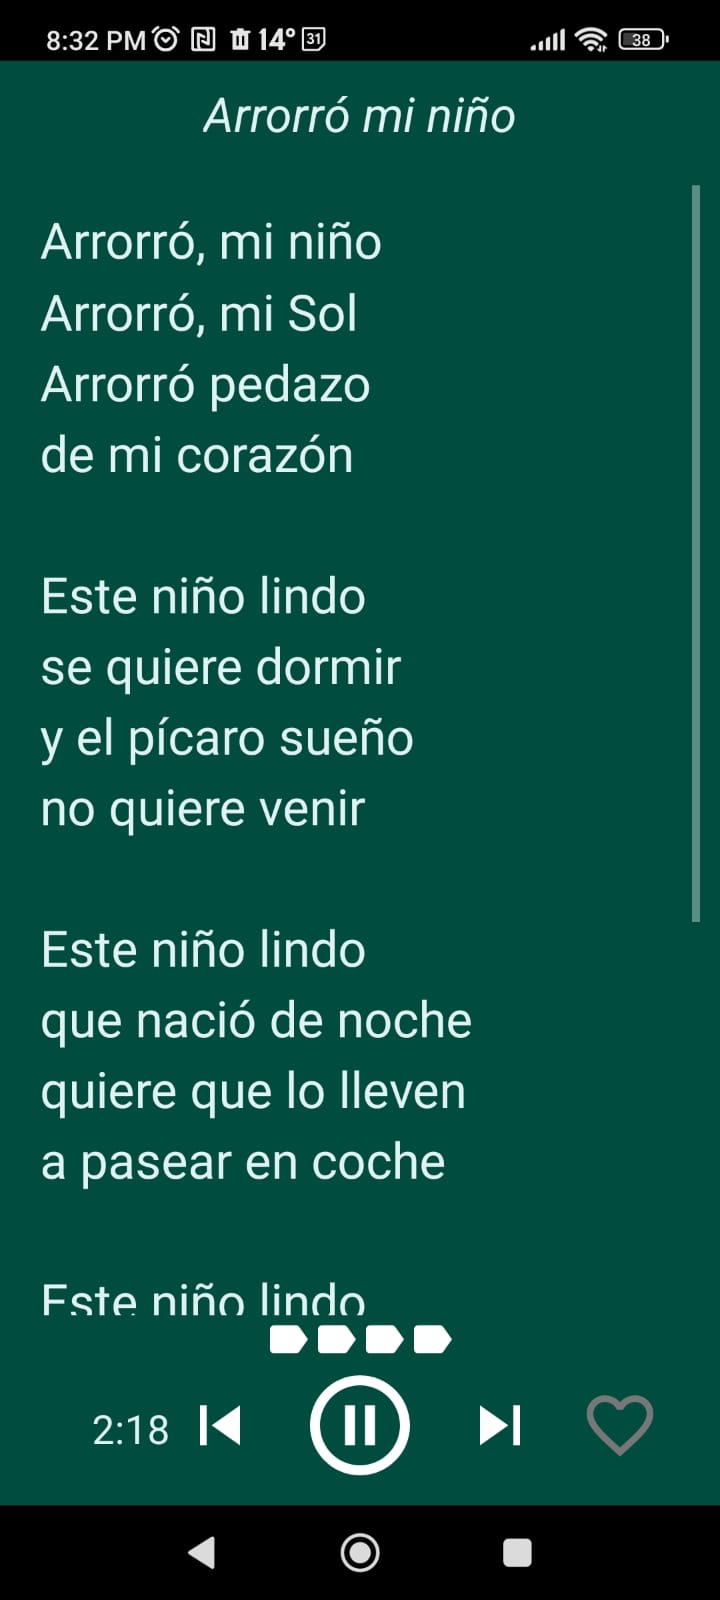 8:32 PM 14° 31 38
Arrorró mi niño
Arrorró, mi niño
Arrorró, mi Sol
Arrorró pedazo
de mi corazón
Este niño lindo
se quiere dormir
y el pícaro sueño
no quiere venir
Este niño lindo
que nació de noche
quiere que lo lleven
a pasear en coche
Este niño lindo
2:18